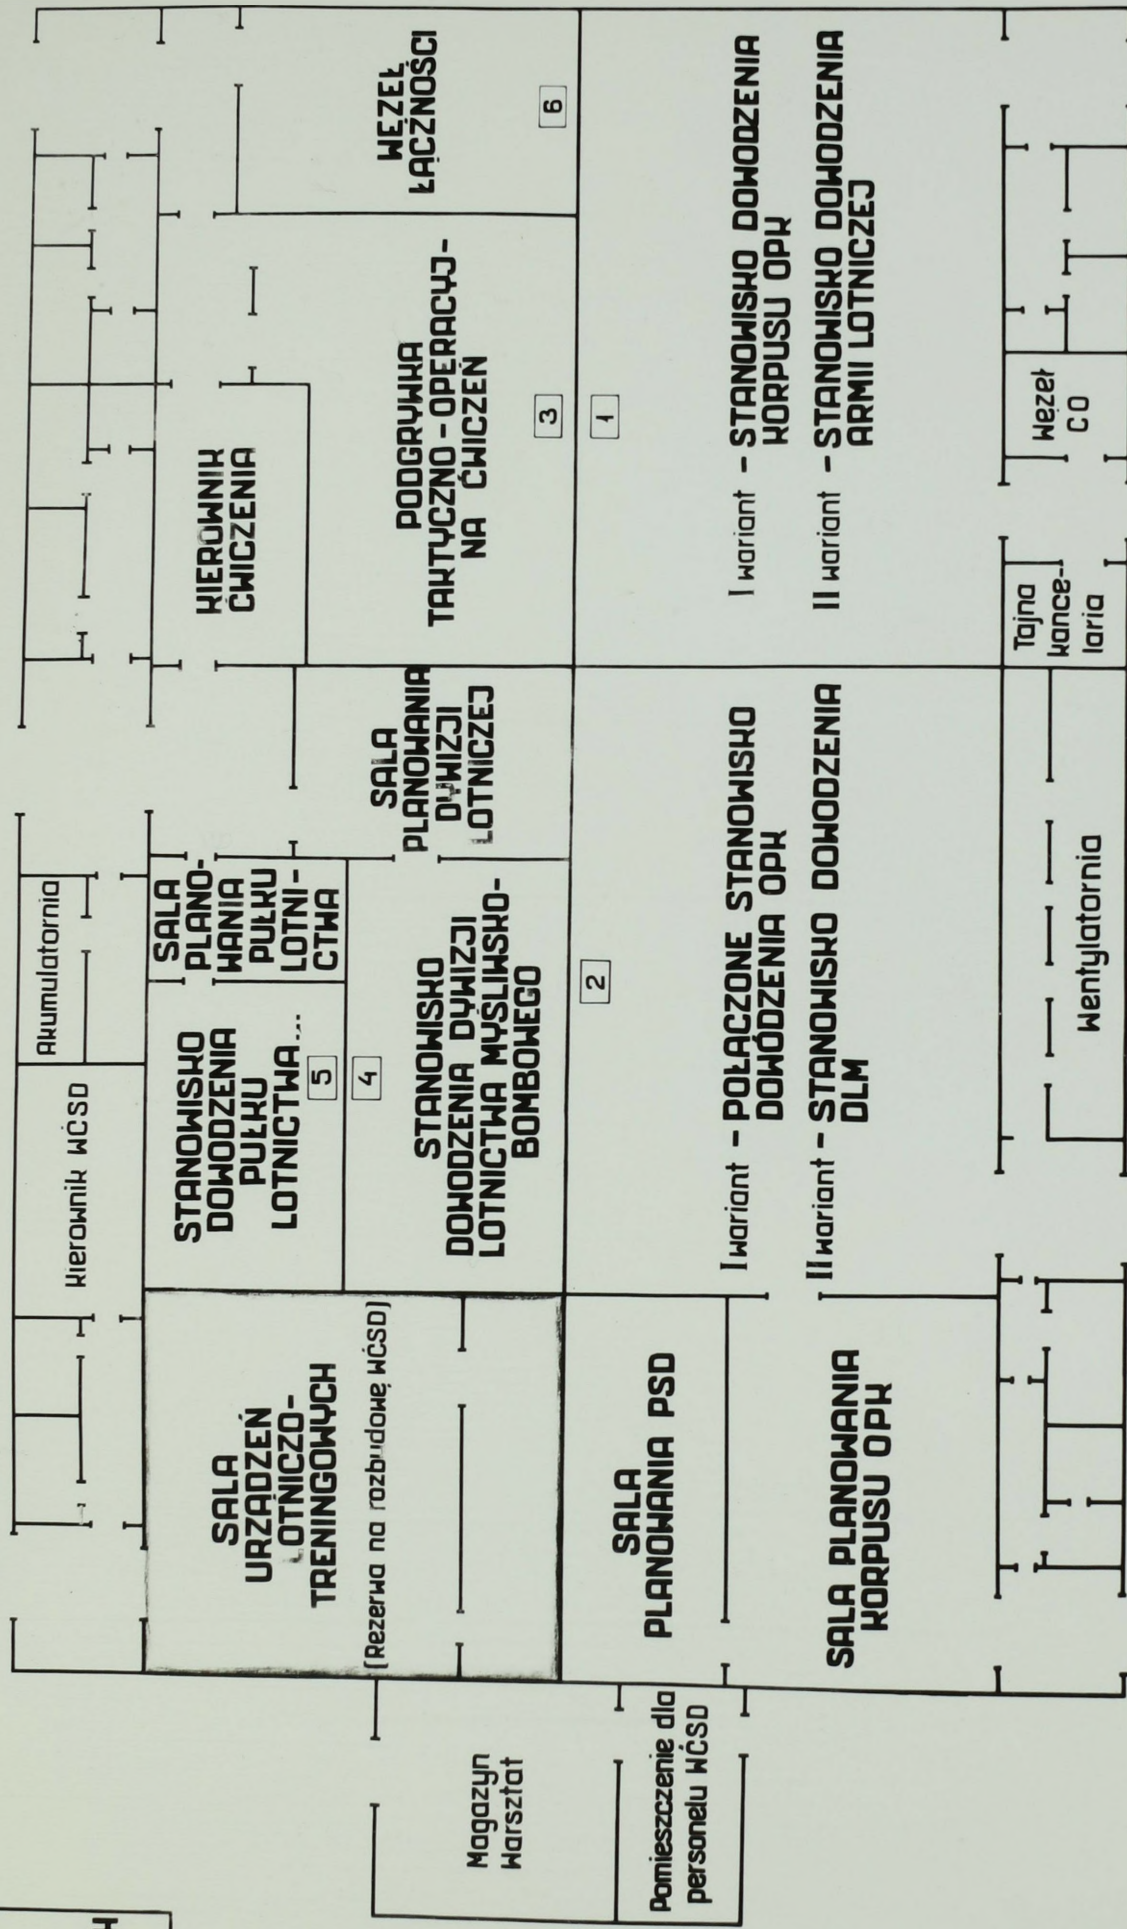 Kierownik WĆSD
Akumulatornia
SALA
URZĄDZEŃ
LOTNICZO-
TRENINGOWYCH
(Rezerwa na rozbudowę WĆSD)
STANOWISKO
DOWODZENIA
PUŁKU
LOTNICTWA...
5
SALA
PLANO-
WANIA
PUŁKU
LOTNI-
CTWA
KIEROWNIK
ĆWICZENIA
4
STANOWISKO
DOWODZENIA DYWIZJI
LOTNICTWA MYŚLIWSKO-
BOMBOWEGO
SALA
PLANOWANIA
DYWIZJI
LOTNICZEJ
PODGRYWKA
TAKTYCZNO-OPERACYJ-
NA ĆWICZEŃ
3
WĘZEŁ
ŁĄCZNOŚCI
6
Magazyn
Warsztat
Pomieszczenie dla
personelu WĆSD
SALA
PLANOWANIA PSD
SALA PLANOWANIA
KORPUSU OPK
2
I wariant - POŁĄCZONE STANOWISKO
DOWÓDZENIA OPK
II wariant - STANOWISKO DOWODZENIA
DLM
1
I wariant - STANOWISKO DOWODZENIA
KORPUSU OPK
II wariant - STANOWISKO DOWODZENIA
ARMII LOTNICZEJ
Wentylatornia
Tajna
kance-
laria
Węzeł
CO